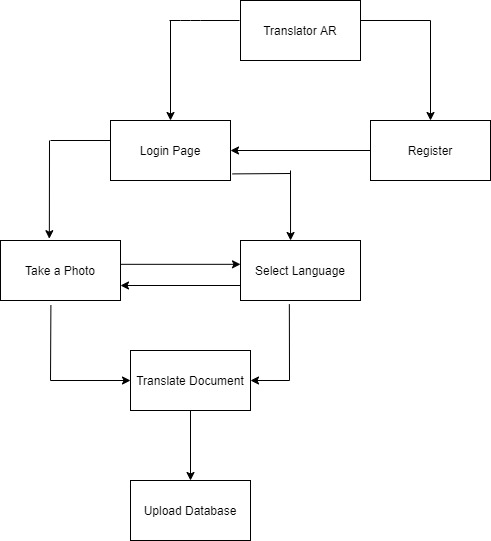 Translator AR
Login Page
Register
Take a Photo
Select Language
Translate Document
Upload Database